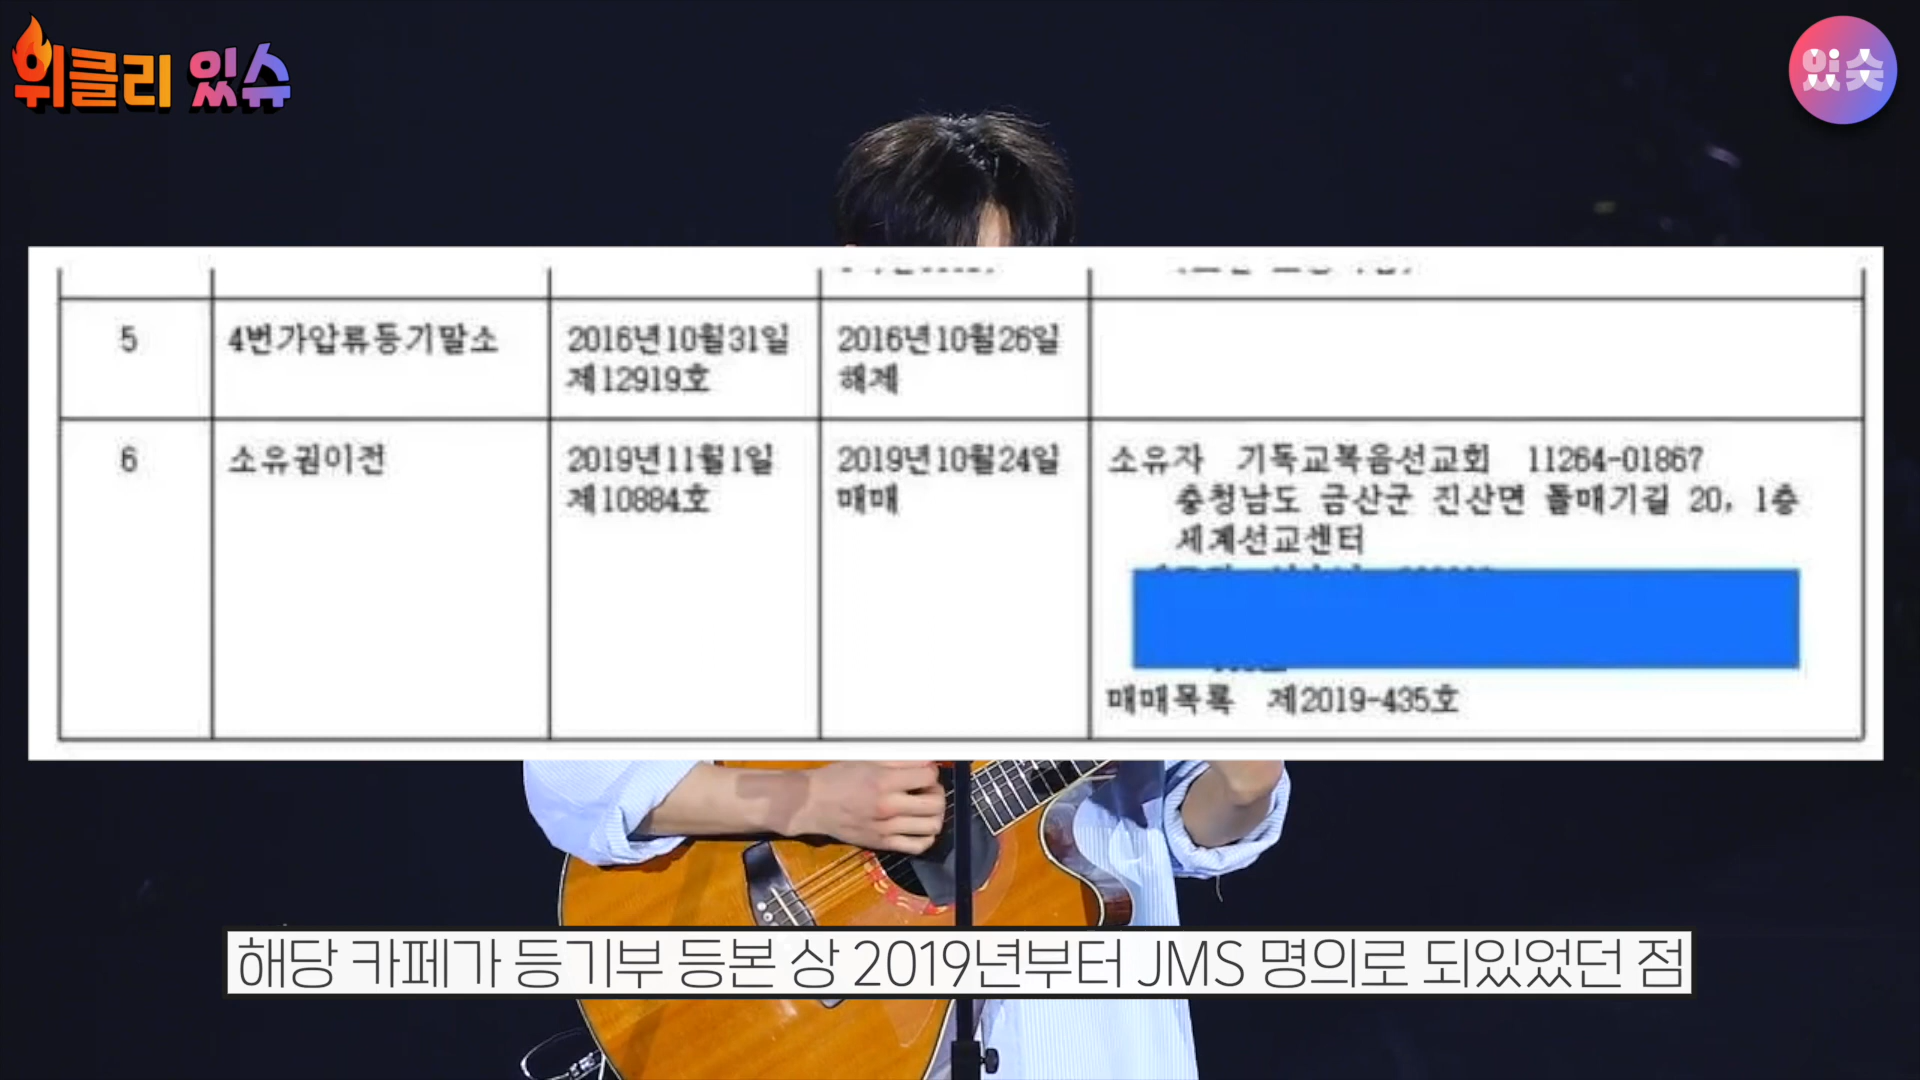 위클리 있슈
있슛
5 4번가압류등기말소 2016년10월31일 2016년10월26일
제12919호 해제
6 소유권이전 2019년11월1일 2019년10월24일 소유자 기독교복음선교회 11264-01867
제10884호 매매 충청남도 금산군 진산면 돌매기길 20, 1층
세계선교센터
매매목록 제2019-435호
해당 카페가 등기부 등본 상 2019년부터 JMS 명의로 되있었던 점